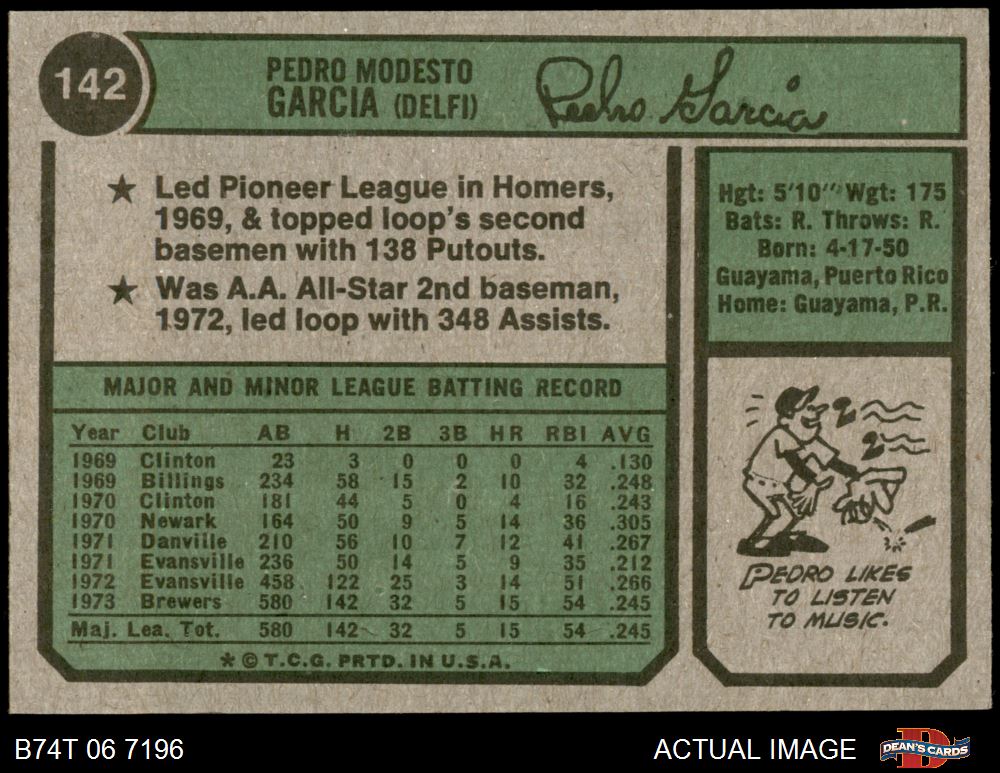 142
PEDRO MODESTO
GARCIA (DELFI)
Pedro Garcia
★ Led Pioneer League in Homers,
1969, & topped loop's second
basemen with 138 Putouts.
★ Was A.A. All-Star 2nd baseman,
1972, led loop with 348 Assists.
Hgt: 5'10" Wgt: 175
Bats: R. Throws: R.
Born: 4-17-50
Guayama, Puerto Rico
Home: Guayama, P.R.
MAJOR AND MINOR LEAGUE BATTING RECORD
Year Club AB H 2B 3B HR RBI AVG
1969 Clinton 23 3 0 0 0 4 .130
1969 Billings 234 58 15 2 10 32 .248
1970 Clinton 181 44 5 0 4 16 .243
1970 Newark 164 50 9 5 14 36 .305
1971 Danville 210 56 10 7 12 41 .267
1971 Evansville 236 50 14 5 9 35 .212
1972 Evansville 458 122 25 3 14 51 .266
1973 Brewers 580 142 32 5 15 54 .245
Maj. Lea. Tot. 580 142 32 5 15 54 .245
* © T.C.G. PRTD. IN U.S.A.
PEDRO LIKES
TO LISTEN
TO MUSIC.
B74T 06 7196
ACTUAL IMAGE
DEAN'S CARDS